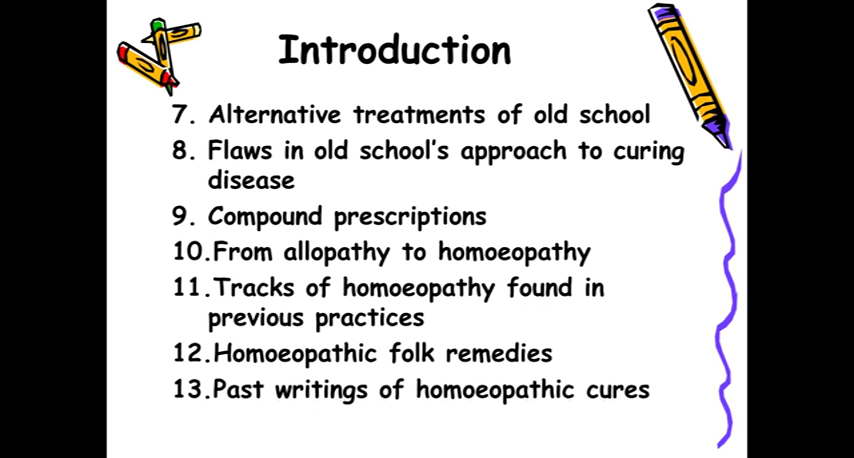 Introduction
7. Alternative treatments of old school
8. Flaws in old school's approach to curing
disease
9. Compound prescriptions
10.From allopathy to homoeopathy
11.Tracks of homoeopathy found in
previous practices
12.Homoeopathic folk remedies
13.Past writings of homoeopathic cures